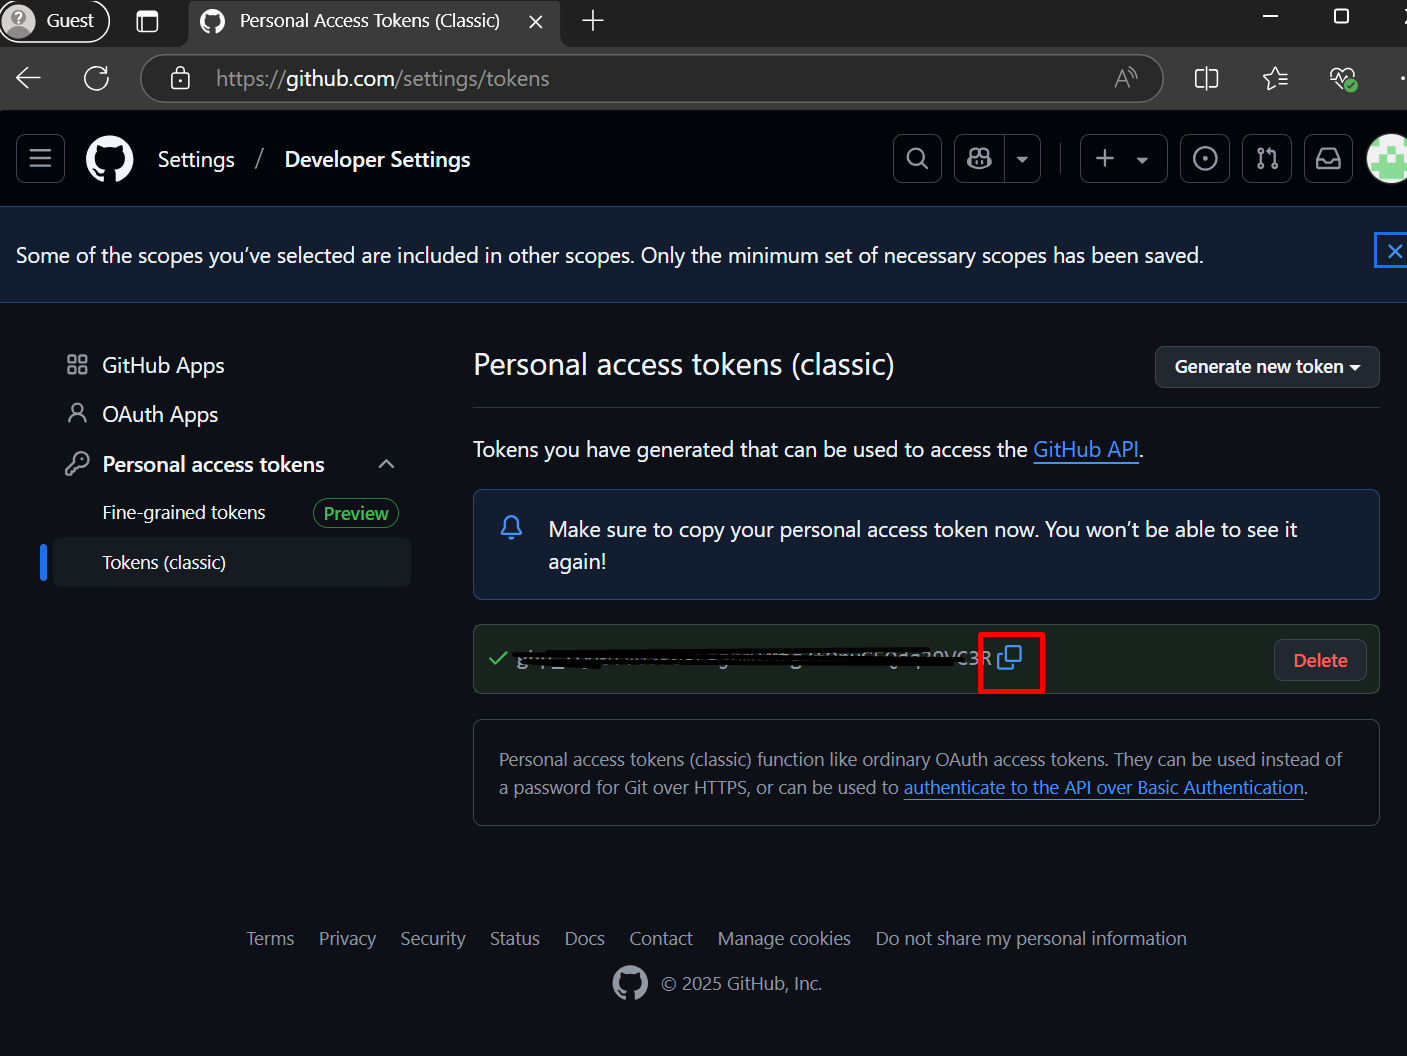 Guest
Personal Access Tokens (Classic)
https://github.com/settings/tokens
Settings / Developer Settings
Some of the scopes you’ve selected are included in other scopes. Only the minimum set of necessary scopes has been saved.
GitHub Apps
OAuth Apps
Personal access tokens
Fine-grained tokens Preview
Tokens (classic)
Personal access tokens (classic)
Generate new token
Tokens you have generated that can be used to access the GitHub API.
Make sure to copy your personal access token now. You won’t be able to see it
again!
Delete
Personal access tokens (classic) function like ordinary OAuth access tokens. They can be used instead of
a password for Git over HTTPS, or can be used to authenticate to the API over Basic Authentication.
Terms Privacy Security Status Docs Contact Manage cookies Do not share my personal information
© 2025 GitHub, Inc.